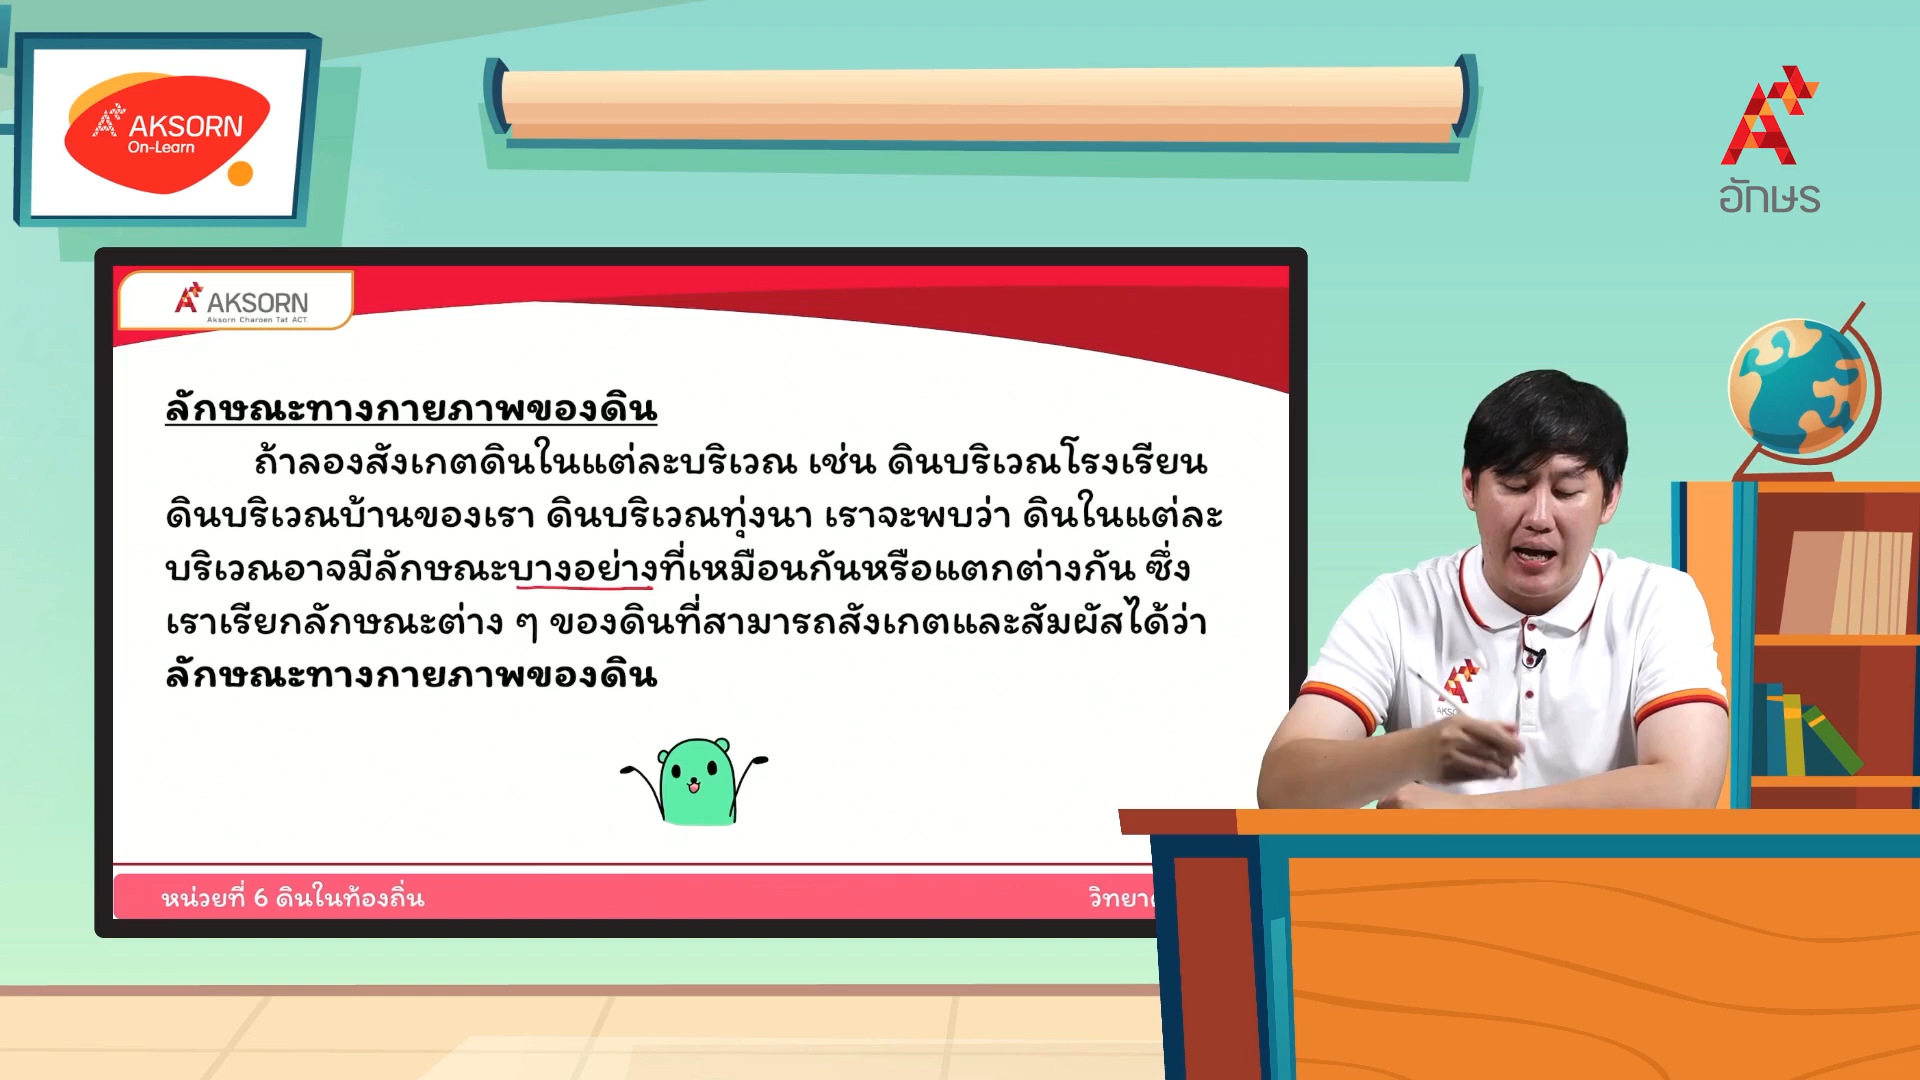 AKSORN
On-Learn
อักษร
AKSORN
Aksorn Charoen Tat ACT.
ลักษณะทางกายภาพของดิน
ถ้าลองสังเกตดินในแต่ละบริเวณ เช่น ดินบริเวณโรงเรียน
ดินบริเวณบ้านของเรา ดินบริเวณทุ่งนา เราจะพบว่า ดินในแต่ละ
บริเวณอาจมีลักษณะบางอย่างที่เหมือนกันหรือแตกต่างกัน ซึ่ง
เราเรียกลักษณะต่าง ๆ ของดินที่สามารถสังเกตและสัมผัสได้ว่า
ลักษณะทางกายภาพของดิน
หน่วยที่ 6 ดินในท้องถิ่น